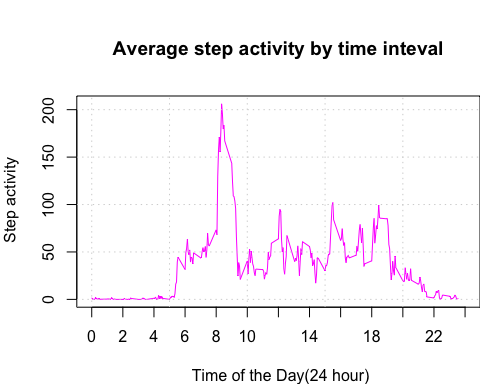 Average step activity by time inteval
Step activity
200
150
100
50
0
0 2 4 6 8 10 14 18 22
Time of the Day(24 hour)